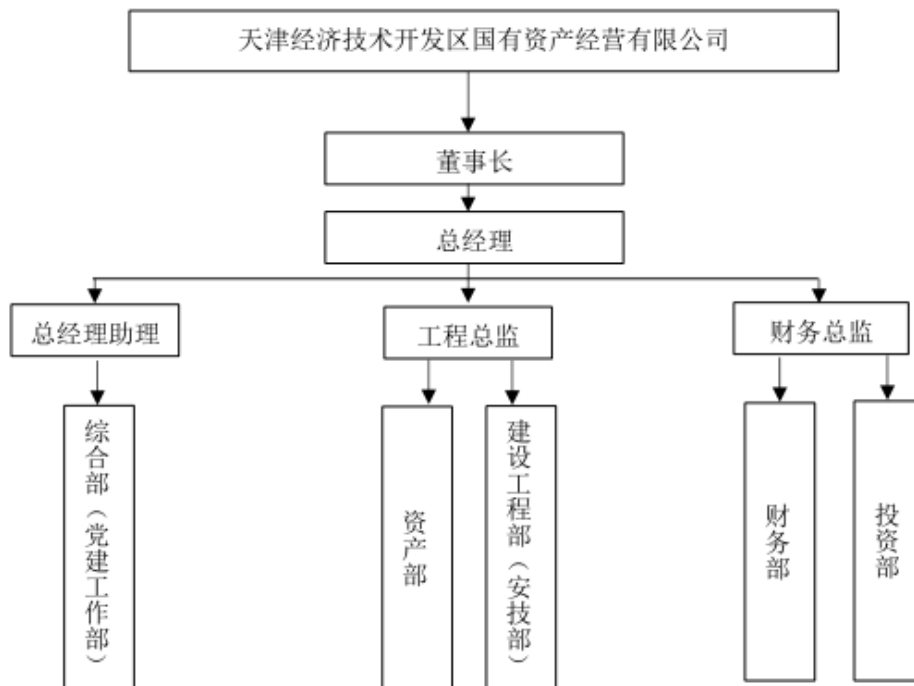 天津经济技术开发区国有资产经营有限公司
董事长
总经理
总经理助理
工程总监
财务总监
综合部（党建工作部）
资产部
建设工程部（安技部）
财务部
投资部